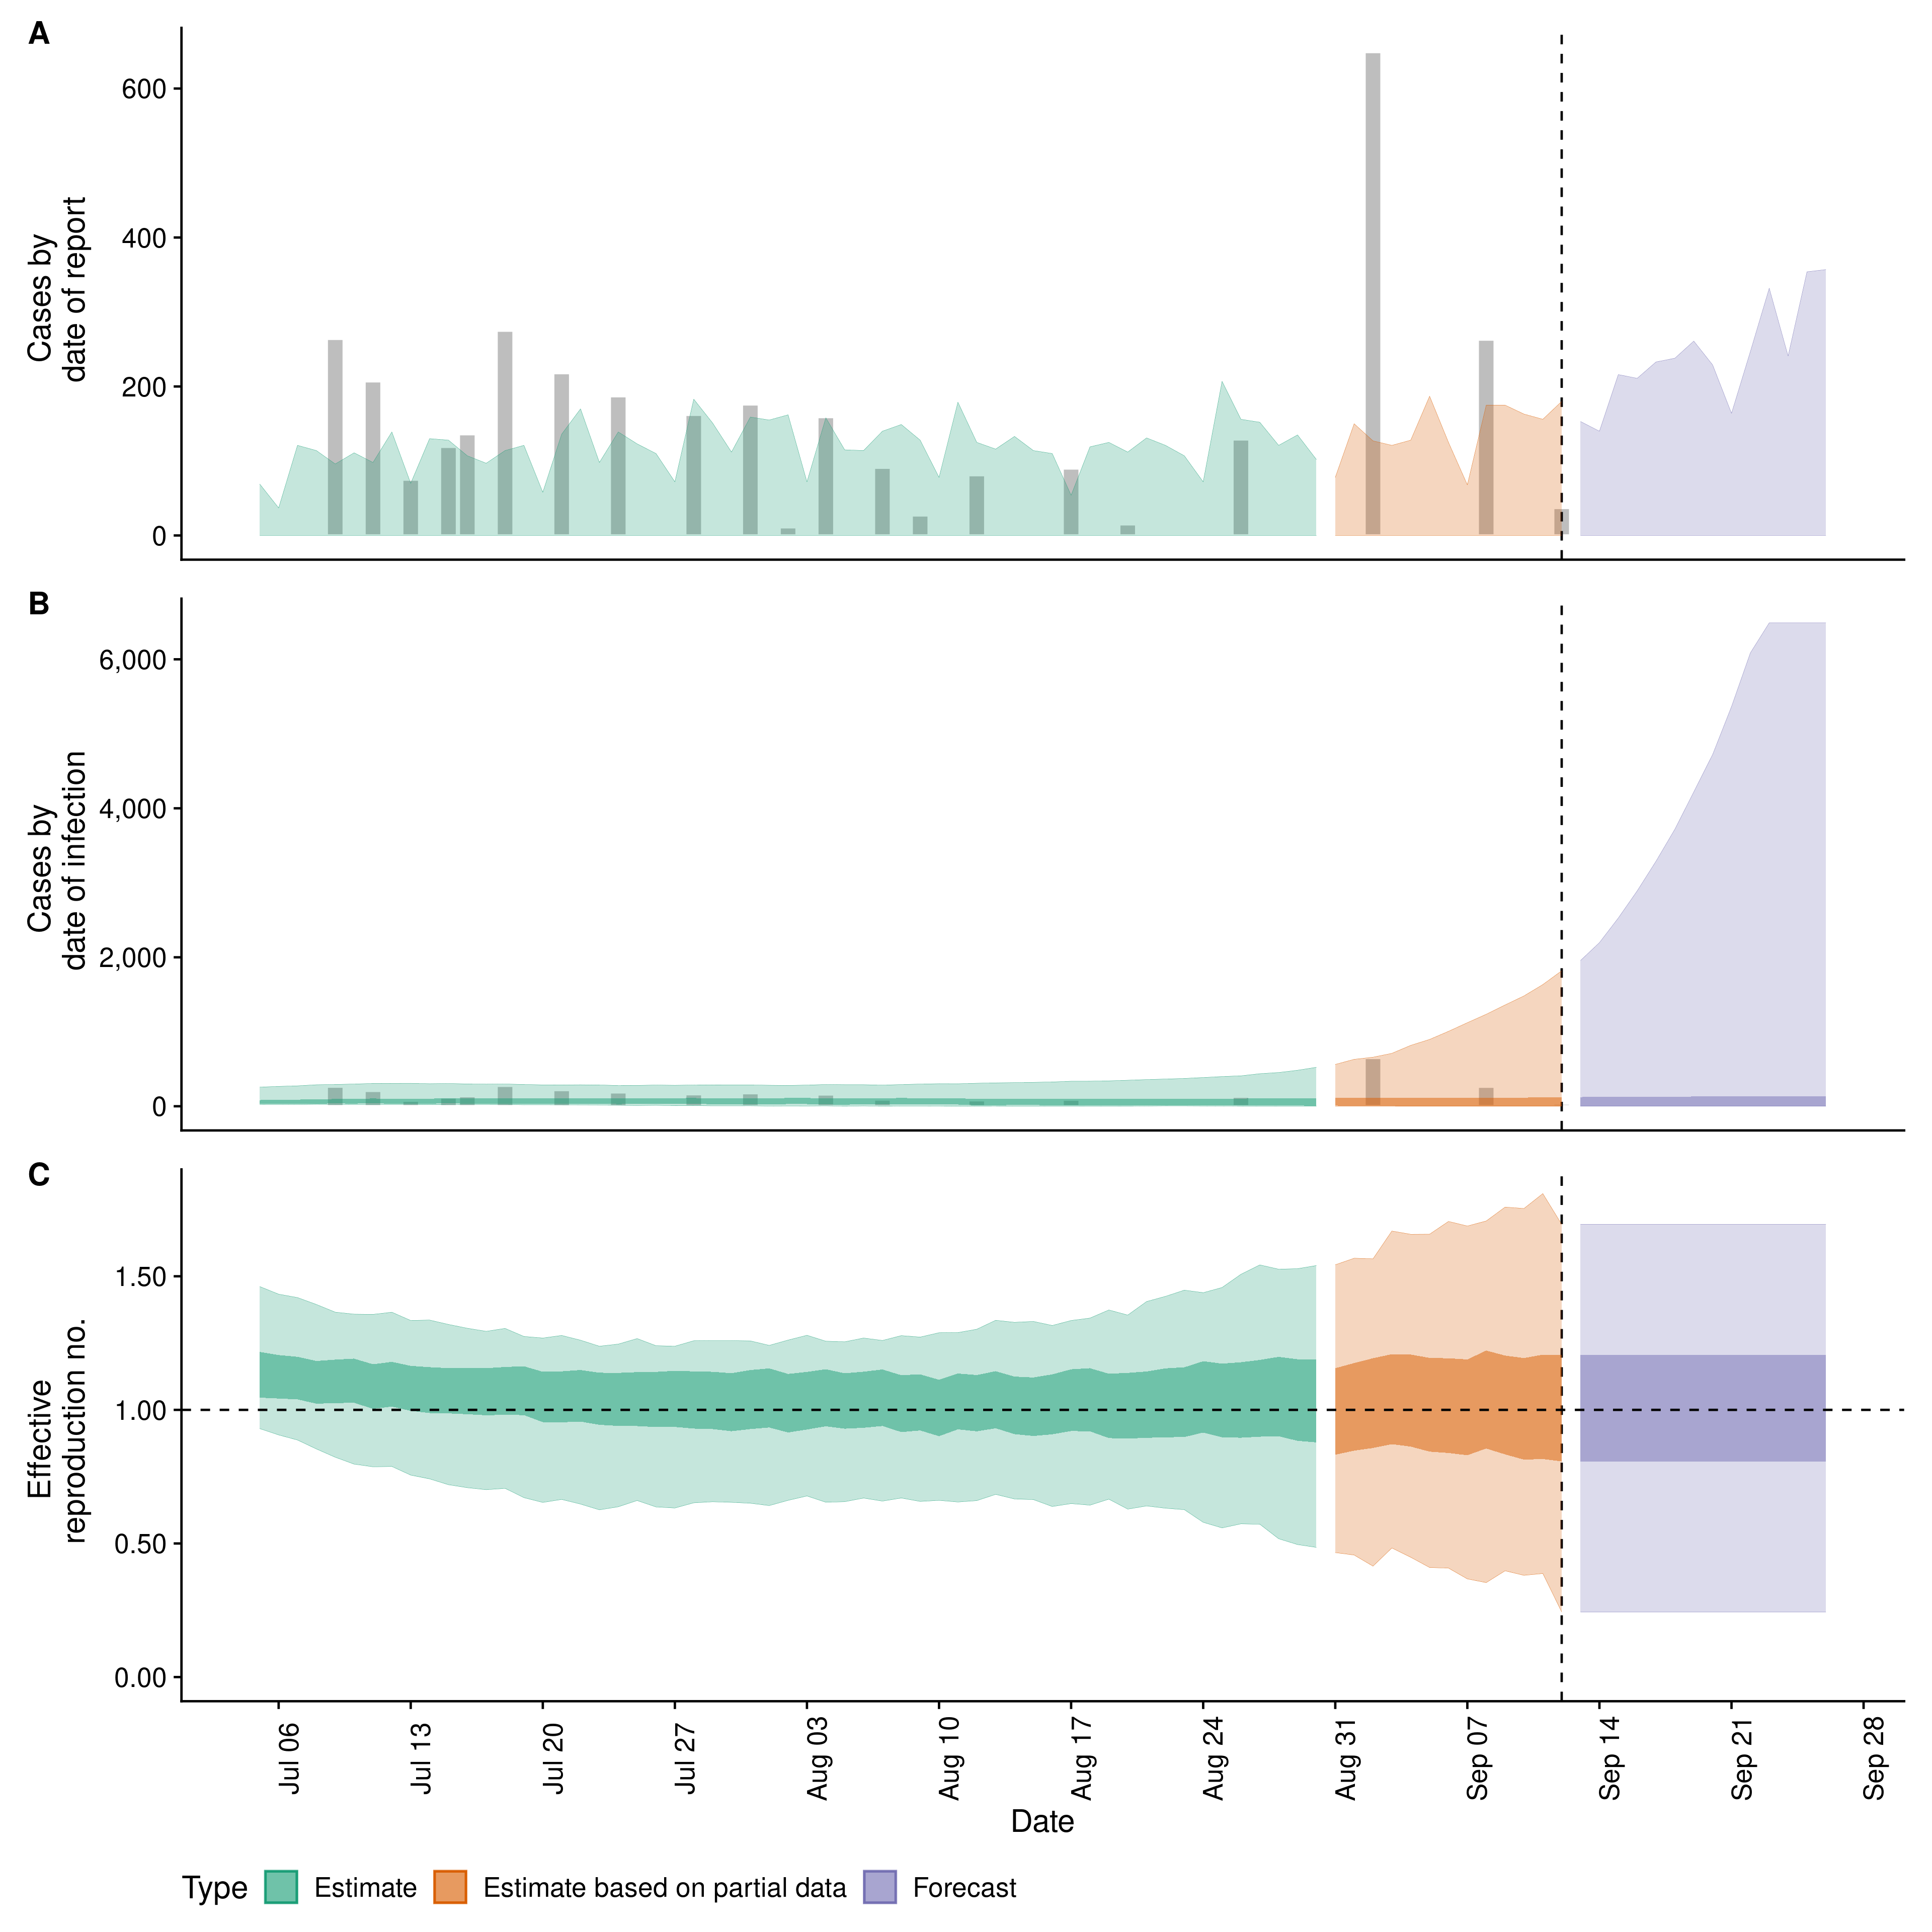 A
600
400
200
0
Cases by
date of report
B
6,000
4,000
2,000
0
Cases by
date of infection
C
1.50
1.00
0.50
0.00
Effective
reproduction no.
Jul 06
Jul 13
Jul 20
Jul 27
Aug 03
Aug 10
Aug 17
Aug 24
Aug 31
Sep 07
Sep 14
Sep 21
Sep 28
Date
Type Estimate Estimate based on partial data Forecast